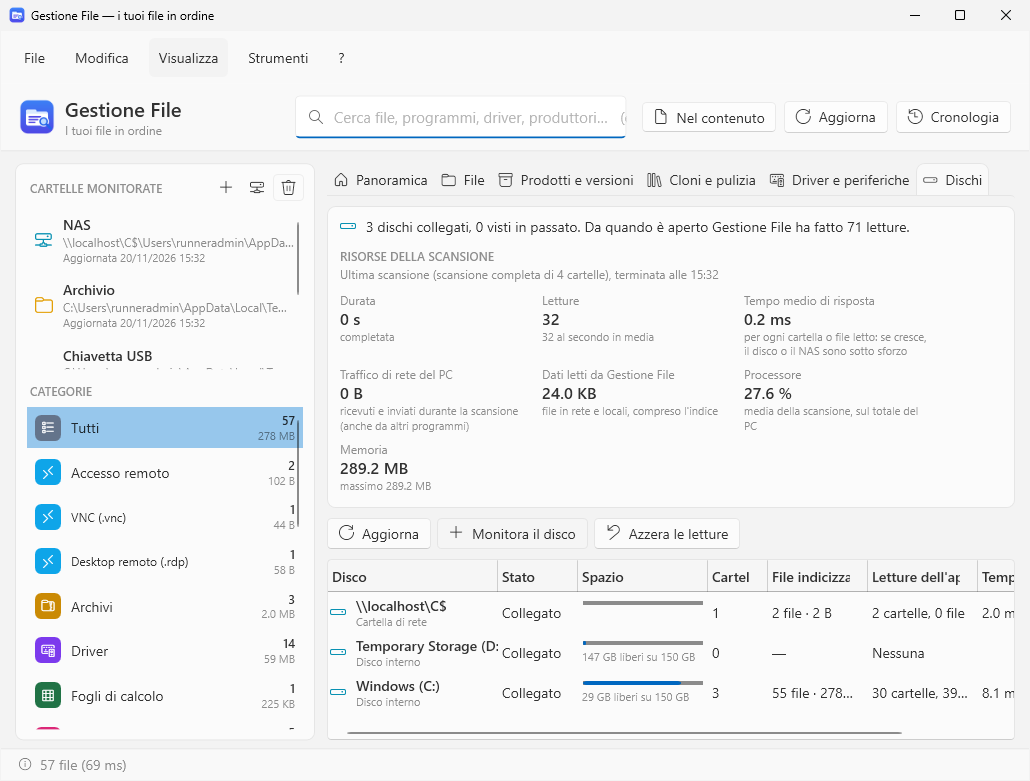 Gestione File — i tuoi file in ordine
File
Modifica
Visualizza
Strumenti
?
Gestione File
I tuoi file in ordine
Cerca file, programmi, driver, produttori...
Nel contenuto
Aggiorna
Cronologia
CARTELLE MONITORATE
NAS
\\localhost\C$\Users\runneradmin\AppDa...
Aggiornata 20/11/2026 15:32
Archivio
C:\Users\runneradmin\AppData\Local\Te...
Aggiornata 20/11/2026 15:32
Chiavetta USB
CATEGORIE
Tutti
57
278 MB
Accesso remoto
2
102 B
VNC (.vnc)
1
44 B
Desktop remoto (.rdp)
1
58 B
Archivi
3
2.0 MB
Driver
14
59 MB
Fogli di calcolo
1
225 KB
Panoramica
File
Prodotti e versioni
Cloni e pulizia
Driver e periferiche
Dischi
3 dischi collegati, 0 visti in passato. Da quando è aperto Gestione File ha fatto 71 letture.
RISORSE DELLA SCANSIONE
Ultima scansione (scansione completa di 4 cartelle), terminata alle 15:32
Durata
0 s
completata
Letture
32
32 al secondo in media
Tempo medio di risposta
0.2 ms
per ogni cartella o file letto: se cresce,
il disco o il NAS sono sotto sforzo
Traffico di rete del PC
0 B
ricevuti e inviati durante la scansione
(anche da altri programmi)
Dati letti da Gestione File
24.0 KB
file in rete e locali, compreso l'indice
Processore
27.6 %
media della scansione, sul totale del
PC
Memoria
289.2 MB
massimo 289.2 MB
Aggiorna
Monitora il disco
Azzera le letture
Disco
Stato
Spazio
Cartel
File indicizza
Letture dell'ap
Temp
\\localhost\C$
Cartella di rete
Collegato
1
2 file · 2 B
2 cartelle, 0 file
2.0 m
Temporary Storage (D:
Disco interno
Collegato
147 GB liberi su 150 GB
0
—
Nessuna
Windows (C:)
Disco interno
Collegato
29 GB liberi su 150 GB
3
55 file · 278...
30 cartelle, 39...
8.1 m
57 file (69 ms)